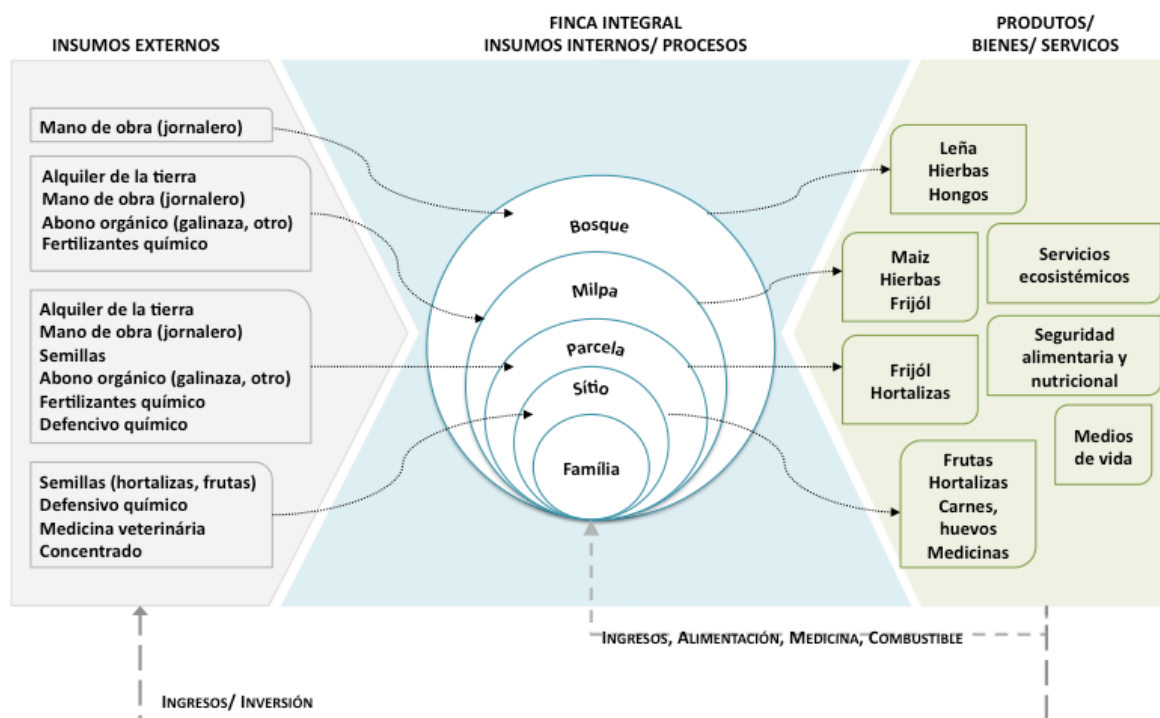 INSUMOS EXTERNOS
FINCA INTEGRAL
INSUMOS INTERNOS/ PROCESOS
PRODUTOS/
BIENES/ SERVICOS
Mano de obra (jornalero)
Alquiler de la tierra
Mano de obra (jornalero)
Abono orgánico (galinaza, otro)
Fertilizantes químico
Alquiler de la tierra
Mano de obra (jornalero)
Semillas
Abono orgánico (galinaza, otro)
Fertilizantes químico
Defencivo químico
Semillas (hortalizas, frutas)
Defensivo químico
Medicina veterinária
Concentrado
Bosque
Milpa
Parcela
Sítio
Família
Leña
Hierbas
Hongos
Maiz
Hierbas
Frijól
Servicios
ecosistémicos
Frijól
Hortalizas
Seguridad
alimentaria y
nutricional
Medios
de vida
Frutas
Hortalizas
Carnes,
huevos
Medicinas
INGRESOS, ALIMENTACIÓN, MEDICINA, COMBUSTIBLE
INGRESOS/ INVERSIÓN